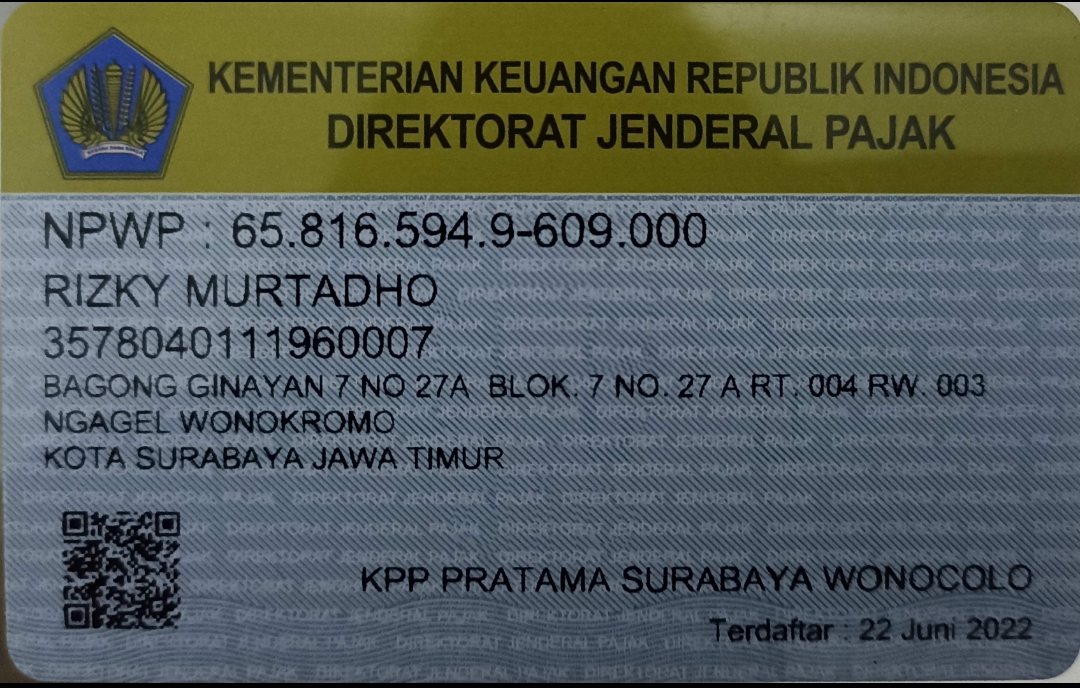 KEMENTERIAN KEUANGAN REPUBLIK INDONESIA
DIREKTORAT JENDERAL PAJAK
NPWP : 65.816.594.9-609.000
RIZKY MURTADHO
3578040111960007
BAGONG GINAYAN 7 NO 27A BLOK. 7 NO. 27 A RT. 004 RW. 003
NGAGEL WONOKROMO
KOTA SURABAYA JAWA TIMUR
KPP PRATAMA SURABAYA WONOCOLO
Terdaftar : 22 Juni 2022